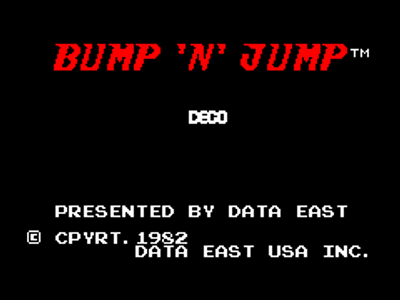 BUMP 'N' JUMP™
DECO
PRESENTED BY DATA EAST
© CPYRT. 1982
DATA EAST USA INC.